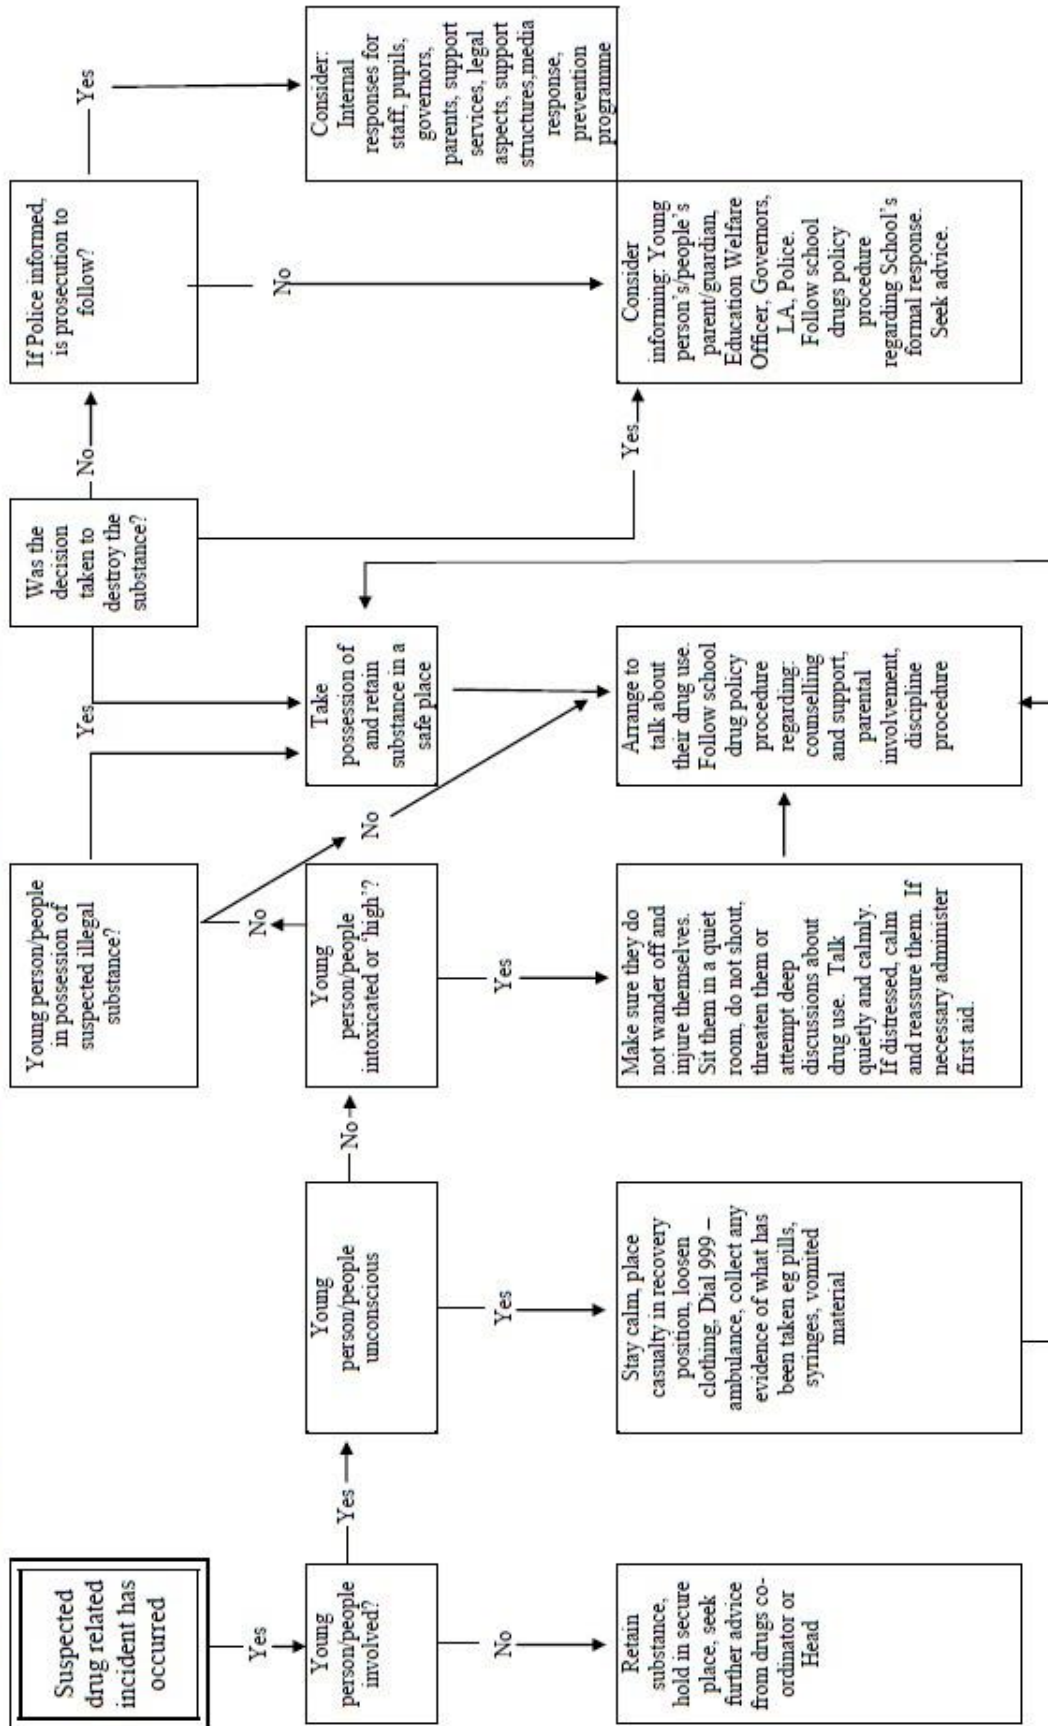 Suspected
drug related
incident has
occurred
Yes
Young
person/people
involved?
No
Retain
substance,
hold in secure
place, seek
further advice
from drugs co-
ordinator or
Head
Yes
Young
person/people
unconscious
Yes
Stay calm, place
casualty in recovery
position, loosen
clothing, Dial 999 –
ambulance, collect any
evidence of what has
been taken eg pills,
syringes, vomited
material
No
Young
person/people
intoxicated or 'high'?
Yes
Make sure they do
not wander off and
injure themselves.
Sit them in a quiet
room, do not shout,
threaten them or
attempt deep
discussions about
drug use. Talk
quietly and calmly.
If distressed, calm
and reassure them. If
necessary administer
first aid.
No
Young person/people
in possession of
suspected illegal
substance?
No
Yes
Take
possession of
and retain
substance in a
safe place
Arrange to
talk about
their drug use.
Follow school
drug policy
procedure
regarding:
counselling
and support,
parental
involvement,
discipline
procedure
Was the
decision
taken to
destroy the
substance?
No
Yes
If Police informed,
is prosecution to
follow?
No
Consider
informing: Young
person's/people's
parent/guardian,
Education Welfare
Officer, Governors,
LA, Police.
Follow school
drugs policy
procedure
regarding School's
formal response.
Seek advice.
Yes
Consider:
Internal
responses for
staff, pupils,
governors,
parents, support
services, legal
aspects, support
structures,media
response,
prevention
programme